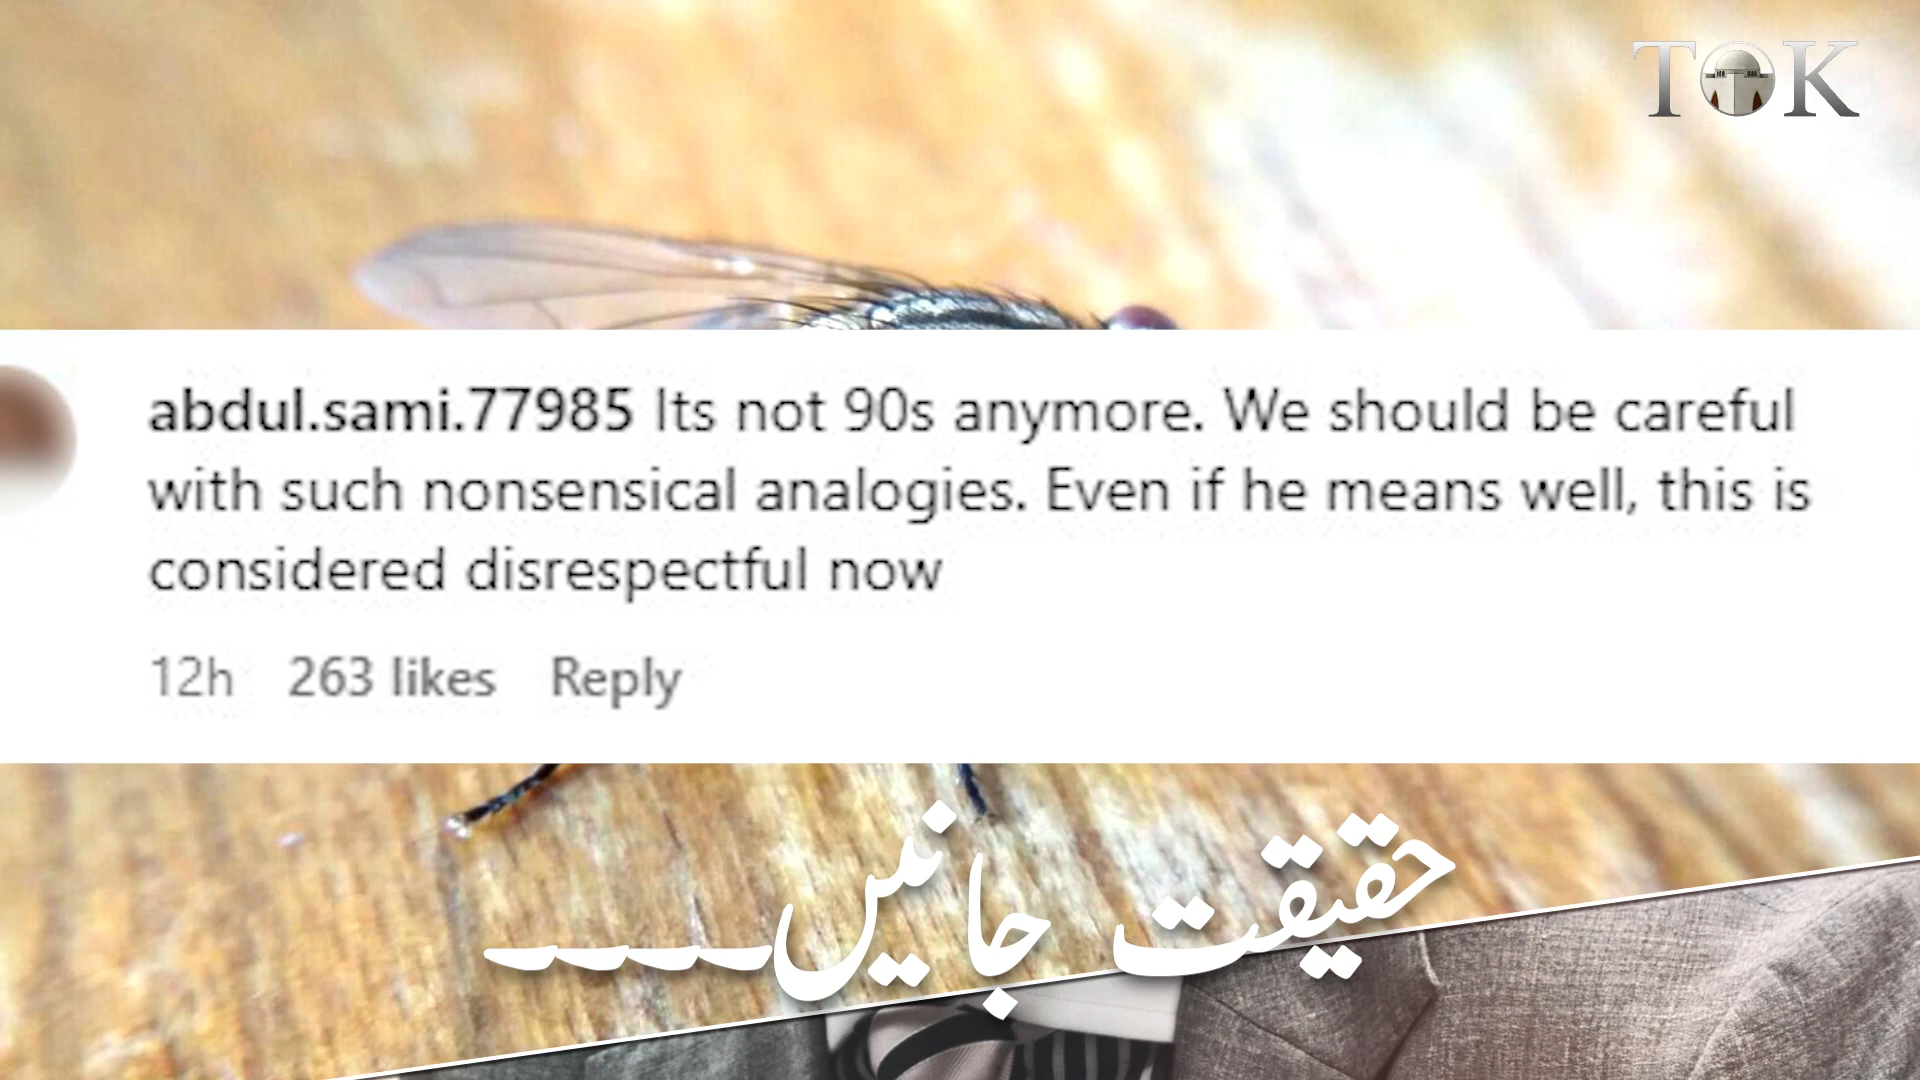 TOK
abdul.sami.77985 Its not 90s anymore. We should be careful
with such nonsensical analogies. Even if he means well, this is
considered disrespectful now
12h 263 likes Reply
حقیقت جانیں۔۔۔۔